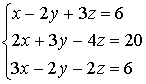 x − 2y + 3z = 6
2x + 3y − 4z = 20
3x − 2y − 2z = 6